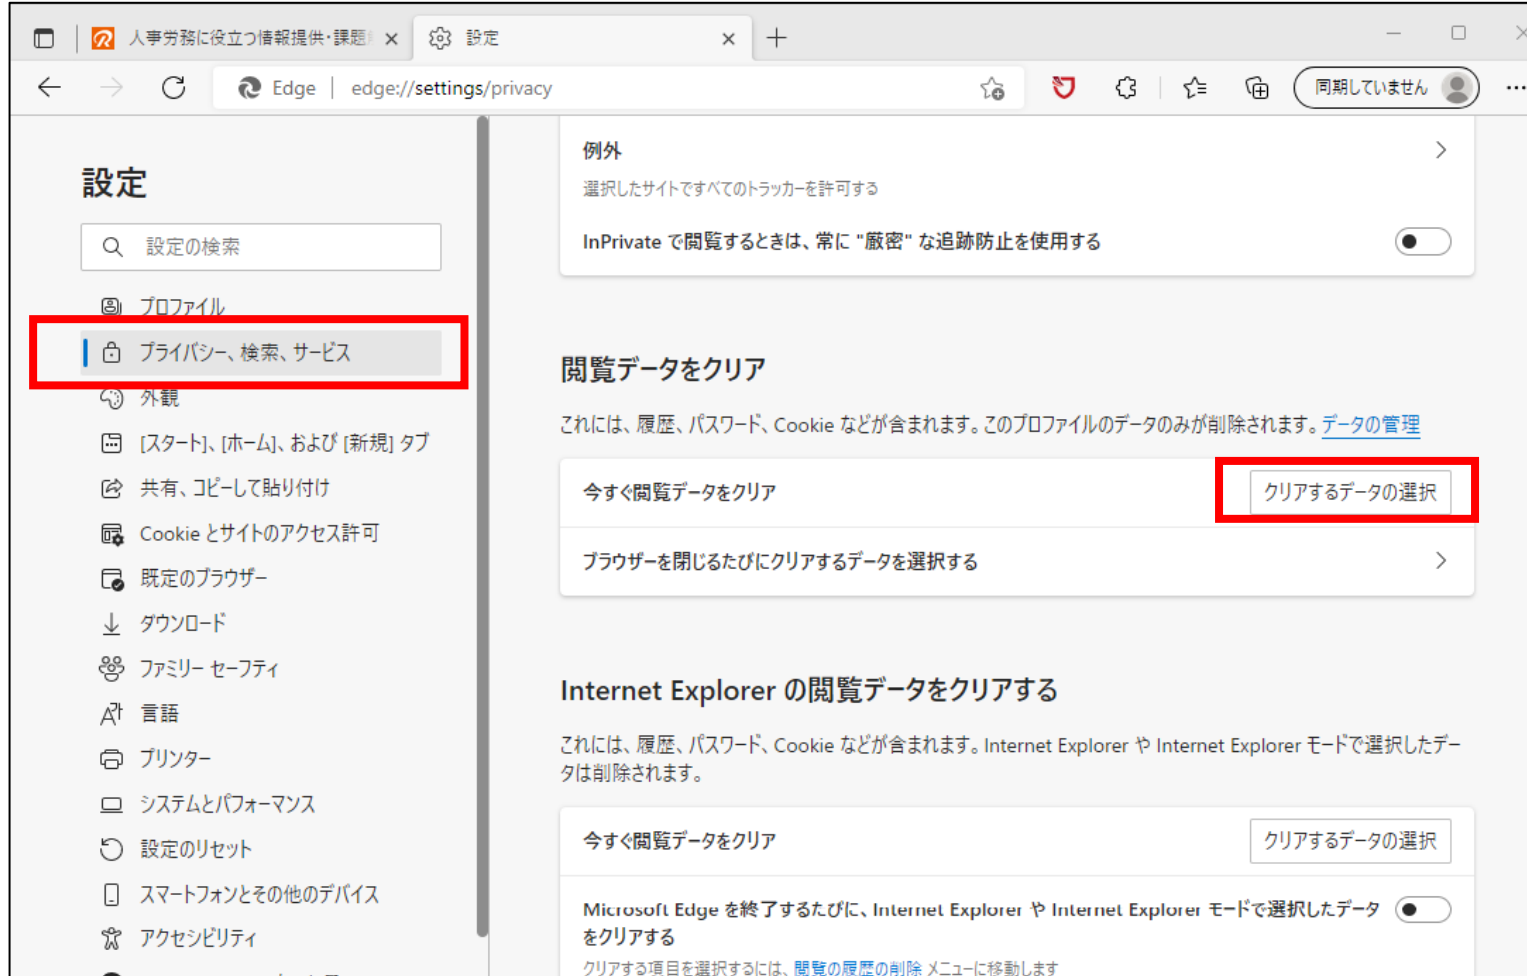 人事労務に役立つ情報提供・課題
設定
Edge
edge://settings/privacy
同期していません
設定
設定の検索
プロファイル
プライバシー、検索、サービス
外観
[スタート]、[ホーム]、および [新規] タブ
共有、コピーして貼り付け
Cookie とサイトのアクセス許可
既定のブラウザー
ダウンロード
ファミリー セーフティ
言語
プリンター
システムとパフォーマンス
設定のリセット
スマートフォンとその他のデバイス
アクセシビリティ
例外
選択したサイトですべてのトラッカーを許可する
InPrivate で閲覧するときは、常に "厳密" な追跡防止を使用する
閲覧データをクリア
これには、履歴、パスワード、Cookie などが含まれます。このプロファイルのデータのみが削除されます。データの管理
今すぐ閲覧データをクリア
クリアするデータの選択
ブラウザーを閉じるたびにクリアするデータを選択する
Internet Explorer の閲覧データをクリアする
これには、履歴、パスワード、Cookie などが含まれます。Internet Explorer や Internet Explorer モードで選択したデー
タは削除されます。
今すぐ閲覧データをクリア
クリアするデータの選択
Microsoft Edge を終了するたびに、Internet Explorer や Internet Explorer モードで選択したデータ
をクリアする
クリアする項目を選択するには、閲覧の履歴の削除 メニューに移動します